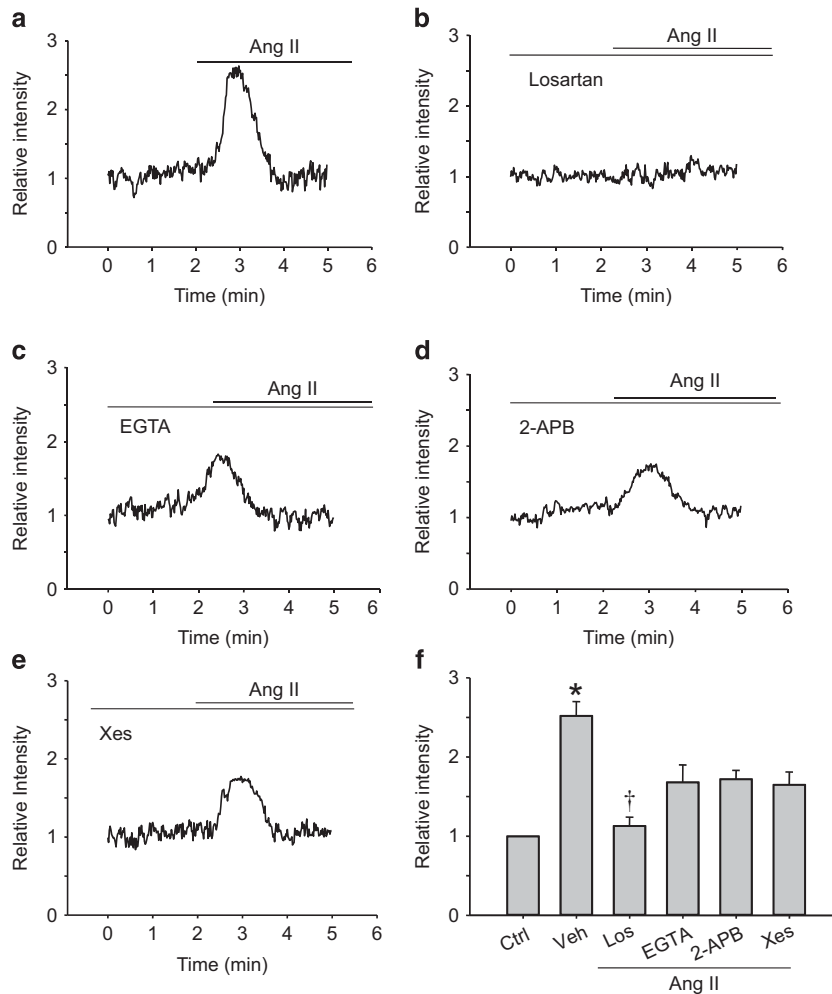 a
Ang II
3
2
1
0
Relative intensity
0 1 2 3 4 5 6
Time (min)
b
Ang II
Losartan
3
2
1
0
Relative intensity
0 1 2 3 4 5 6
Time (min)
c
Ang II
EGTA
3
2
1
0
Relative intensity
0 1 2 3 4 5 6
Time (min)
d
Ang II
2-APB
3
2
1
0
Relative intensity
0 1 2 3 4 5 6
Time (min)
e
Ang II
Xes
3
2
1
0
Relative Intensity
0 1 2 3 4 5 6
Time (min)
f
3
2
1
0
Relative intensity
*
†
Ctrl Veh Los EGTA 2-APB Xes
Ang II